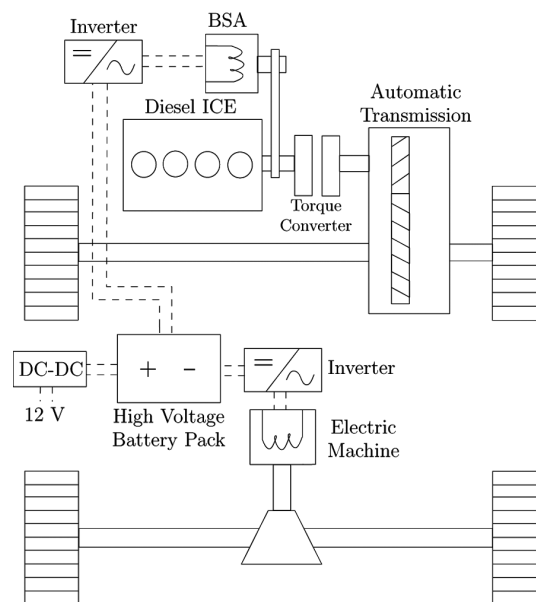 Inverter
BSA
Diesel ICE
Automatic
Transmission
Torque
Converter
DC-DC
+ -
Inverter
12 V
High Voltage
Battery Pack
Electric
Machine